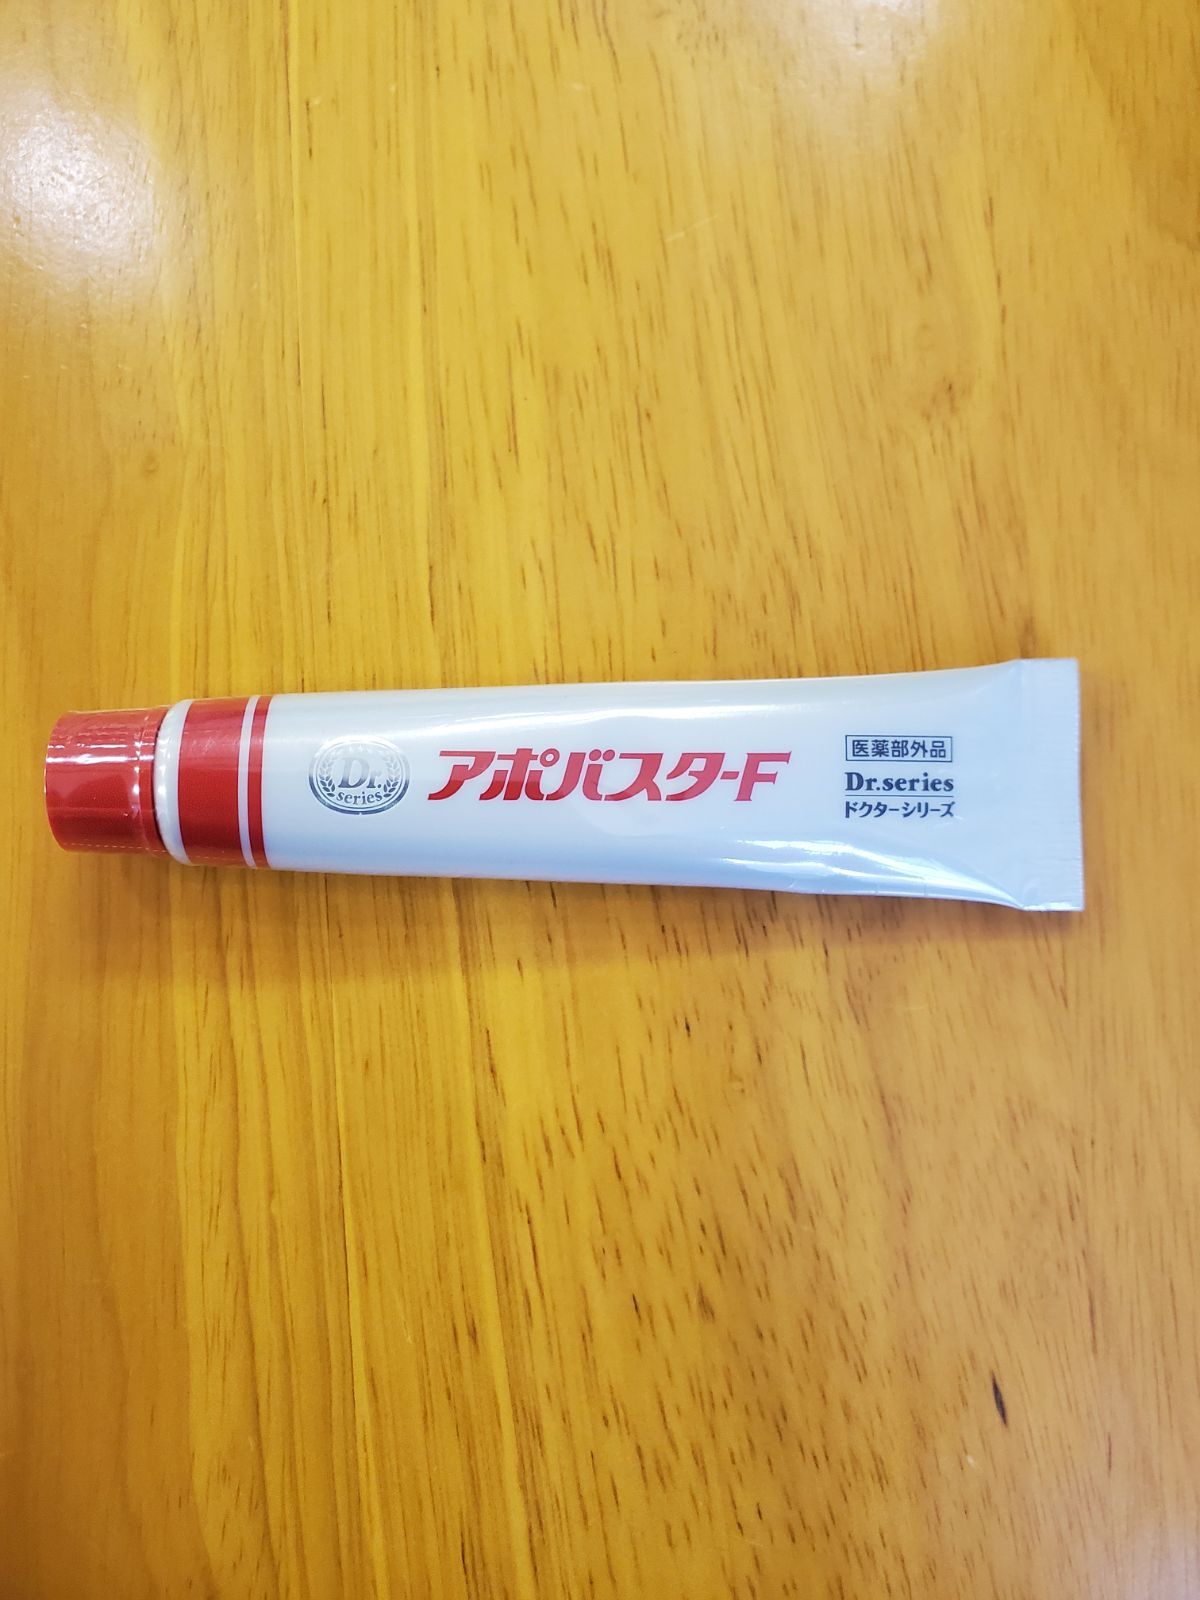 Dr.
series
アポバスターF
医薬部外品
Dr.series
ドクターシリーズ